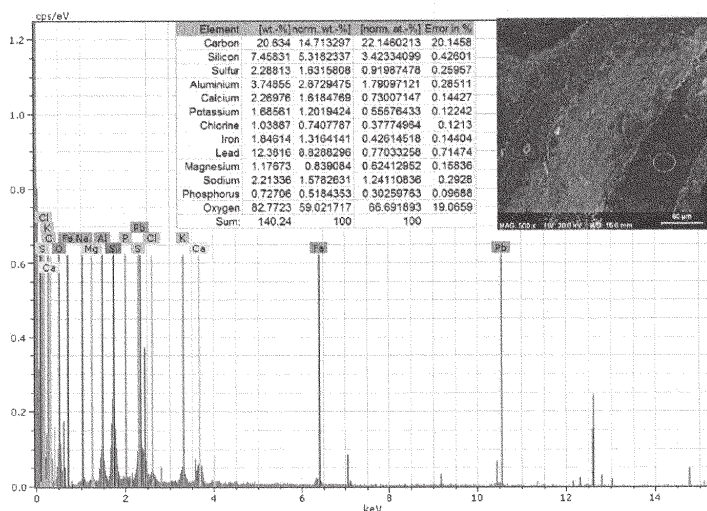 cps/eV
Element [wt.-%] norm. wt.-%] [norm. at.-%] Error in %
Carbon 20.634 14.713297 22.1460213 20.1458
Silicon 7.45831 5.3182337 3.42334099 0.42601
Sulfur 2.28813 1.6315808 0.91987478 0.25957
Aluminium 3.74855 2.6729475 1.79097121 0.28511
Calcium 2.26976 1.6184769 0.73007147 0.14427
Potassium 1.68561 1.2019424 0.55576433 0.12242
Chlorine 1.03887 0.7407787 0.37774964 0.1213
Iron 1.84614 1.3164141 0.42614518 0.14404
Lead 12.3816 8.8288296 0.77033258 0.71474
Magnesium 1.17673 0.839084 0.62412952 0.15836
Sodium 2.21336 1.5782631 1.24110836 0.2928
Phosphorus 0.72706 0.5184353 0.30259763 0.09688
Oxygen 82.7723 59.021717 66.691893 19.0659
Sum: 140.24 100 100
60 µm
1.2
1.0
0.8
0.6
0.4
0.2
0.0
Cl Pb
K
C Fe Na Al P Cl K Fe Pb
S O Mg Si S Ca
Ca
0 2 4 6 8 10 12 14
keV